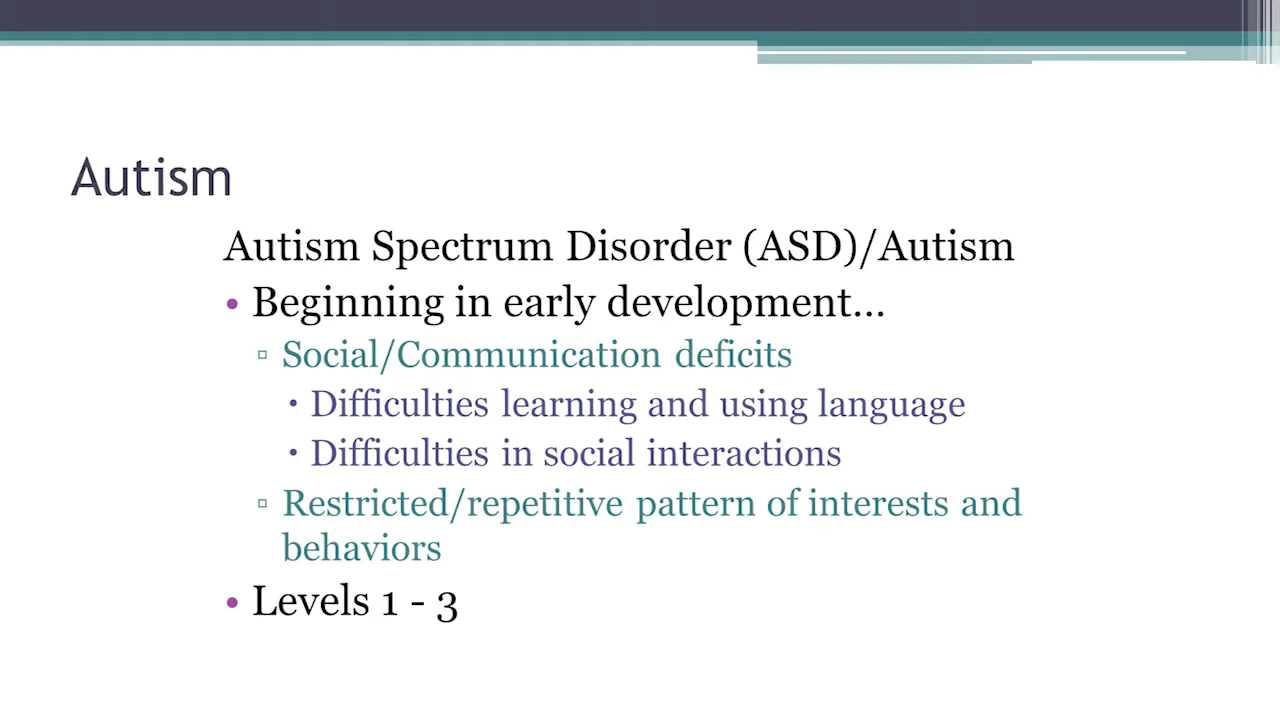 Autism
Autism Spectrum Disorder (ASD)/Autism
• Beginning in early development…
▫ Social/Communication deficits
▪ Difficulties learning and using language
▪ Difficulties in social interactions
▫ Restricted/repetitive pattern of interests and
behaviors
• Levels 1 - 3